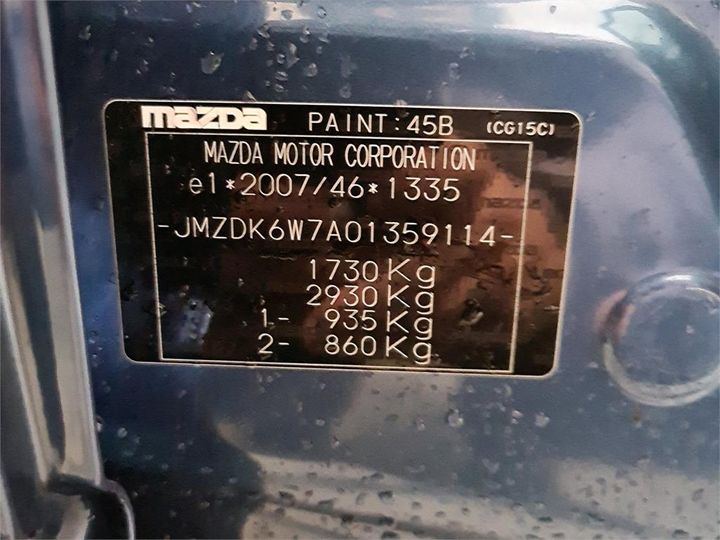 mazda PAINT:45B (CG15C)
MAZDA MOTOR CORPORATION
e1*2007/46*1335
-JMZDK6W7A01359114-
1730Kg
2930Kg
1- 935Kg
2- 860Kg